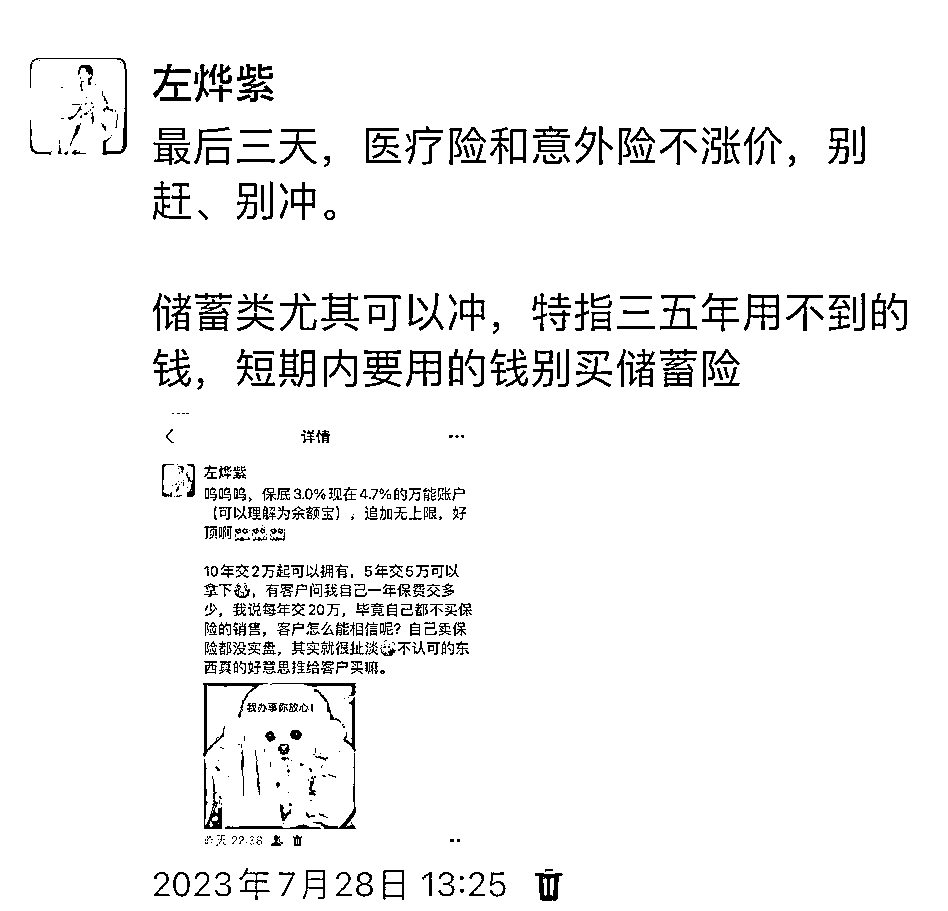 左烨紫
最后三天，医疗险和意外险不涨价，别
赶、别冲。
储蓄类尤其可以冲，特指三五年用不到的
钱，短期内要用的钱别买储蓄险
详情
左烨紫
呜呜呜，保底3.0%现在4.7%的万能账户
（可以理解为余额宝），追加无上限，好
顶啊
10年交2万起可以拥有，5年交5万可以
拿下，有客户问我自己一年保费交多
少，我说每年交20万，毕竟自己都不买保
险的销售，客户怎么能相信呢？自己卖保
险都没实盘，其实就很扯淡不认可的东
西真的好意思推给客户买嘛。
我办事你放心！
昨天 22:38
2023年7月28日 13:25